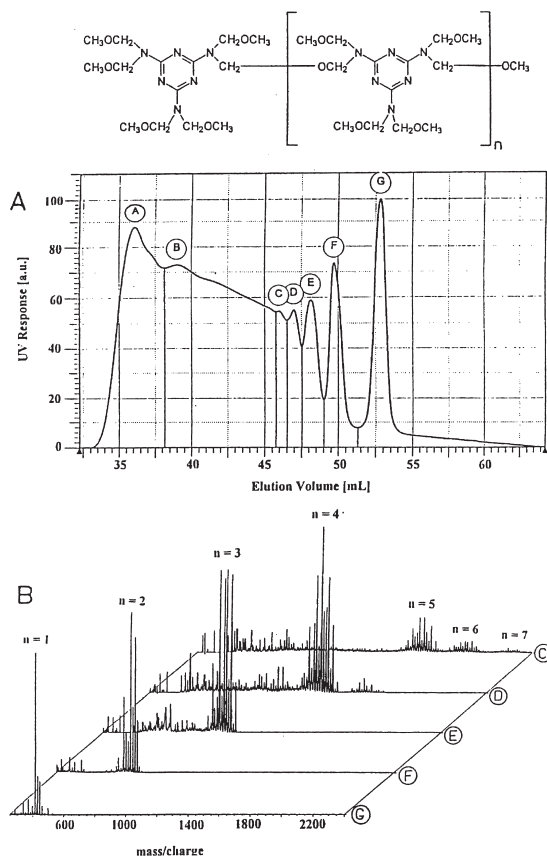 CH3OCH2 CH2OCH3 CH3OCH2 CH2OCH3
N N N N N N
CH3OCH2 CH2 OCH2 CH2 OCH3
N N N N
N N
CH3OCH2 CH2OCH3 CH3OCH2 CH2OCH3
n
A
100
80
60
40
20
0
UV Response [a.u.]
A B C D E F G
35 40 45 50 55 60
Elution Volume [mL]
B
n = 1
n = 2
n = 3
n = 4
n = 5
n = 6
n = 7
C
D
E
F
G
600 1000 1400 1800 2200
mass/charge